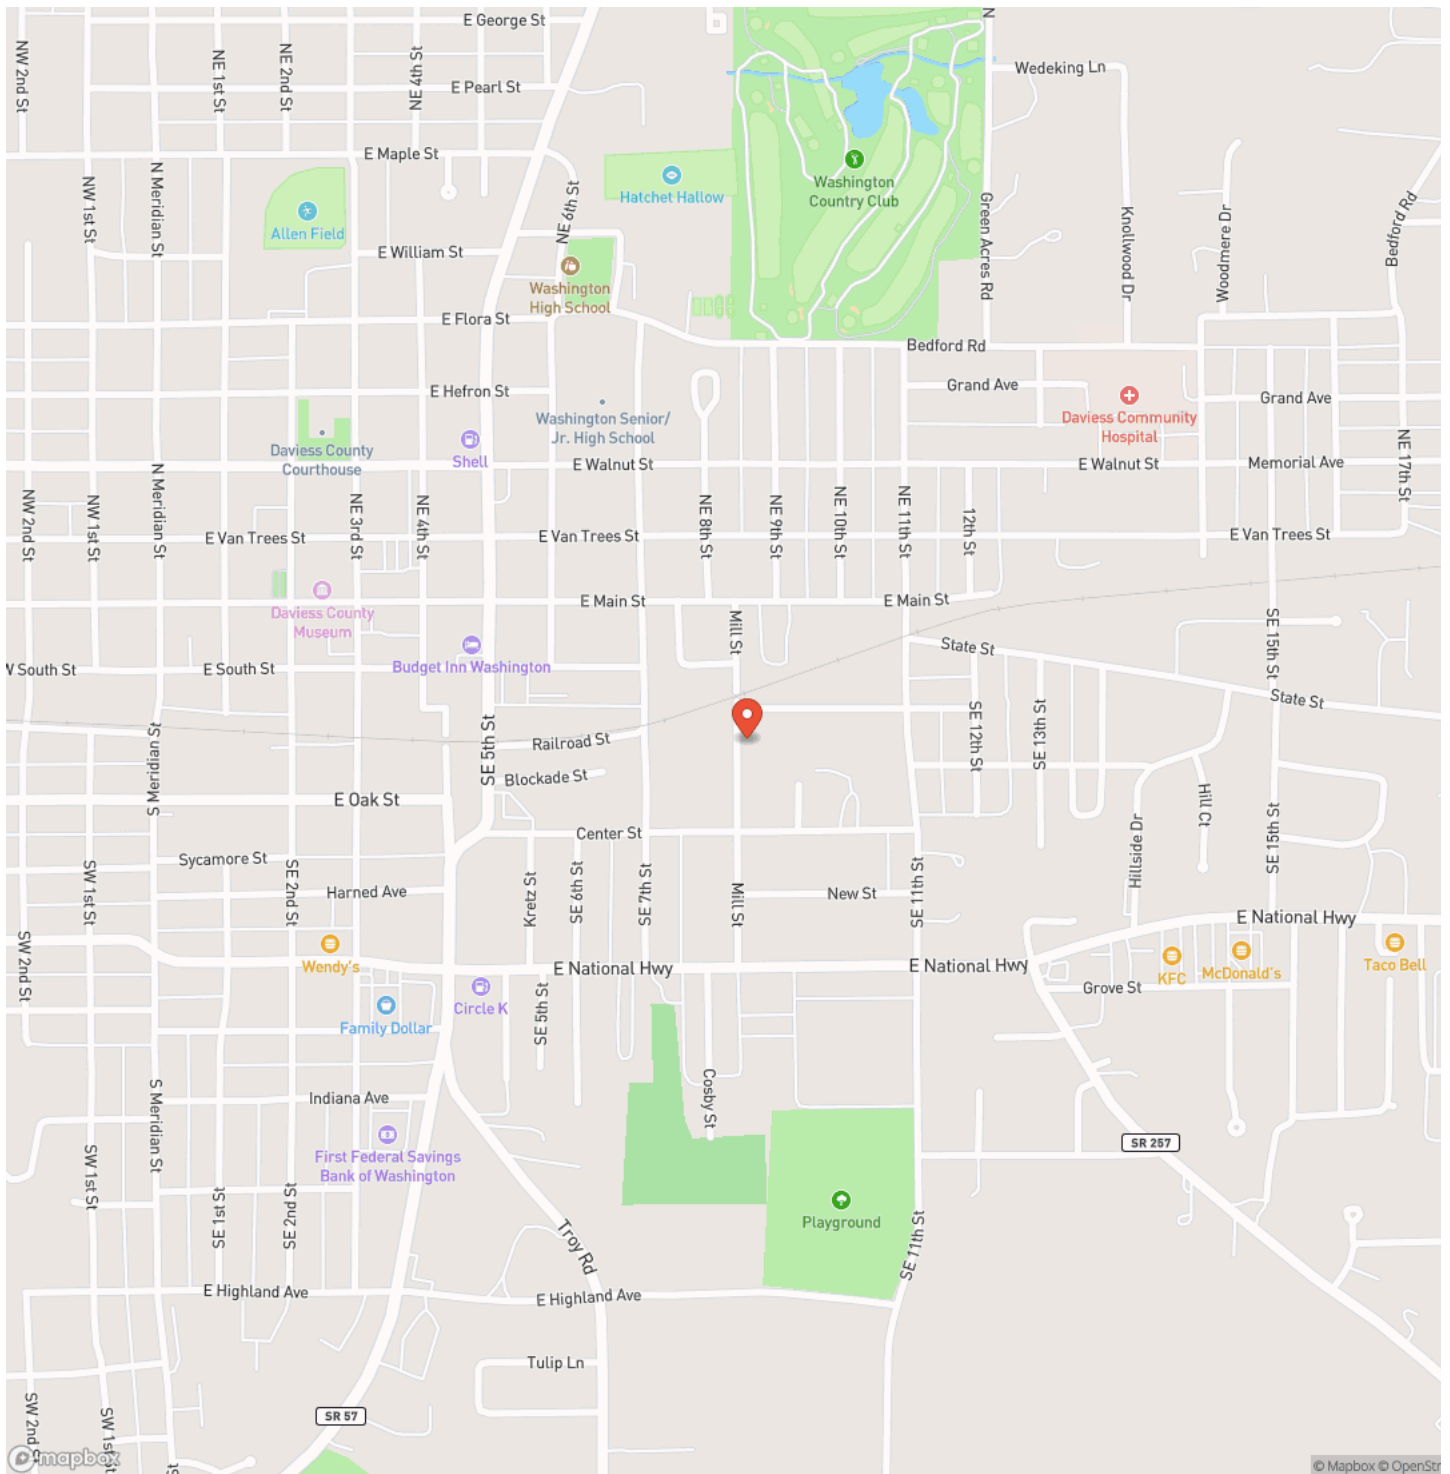 E George St
NW 2nd St
NE 1st St
NE 2nd St
NE 4th St
N
Wedeking Ln
E Pearl St
E Maple St
NW 1st St
N Meridian St
Hatchet Hallow
Washington
Country Club
Green Acres Rd
Knollwood Dr
Woodmere Dr
Bedford Rd
Allen Field
NE 6th St
E William St
Washington
High School
E Flora St
Bedford Rd
E Hefron St
Grand Ave
Grand Ave
Daviess Community
Hospital
Washington Senior/
Jr. High School
Daviess County
Courthouse
Shell
E Walnut St
E Walnut St
Memorial Ave
NE 17th St
NW 2nd St
NW 1st St
N Meridian St
NE 3rd St
NE 4th St
NE 8th St
NE 9th St
NE 10th St
NE 11th St
12th St
E Van Trees St
E Van Trees St
E Van Trees St
Daviess County
Museum
E Main St
E Main St
Mill St
State St
SE 15th St
W South St
E South St
Budget Inn Washington
State St
S Meridian St
SE 5th St
Railroad St
SE 12th St
SE 13th St
Blockade St
E Oak St
Hill Ct
Center St
Hillside Dr
SE 15th St
Sycamore St
SW 1st St
SE 2nd St
Harned Ave
Kretz St
SE 6th St
SE 7th St
Mill St
New St
SE 11th St
E National Hwy
SW 2nd St
Wendy's
E National Hwy
E National Hwy
KFC
McDonald's
Taco Bell
Circle K
SE 5th St
Grove St
Family Dollar
Cosby St
S Meridian St
Indiana Ave
SR 257
First Federal Savings
Bank of Washington
SW 1st St
SE 1st St
SE 2nd St
Playground
Troy Rd
SE 11th St
E Highland Ave
E Highland Ave
Tulip Ln
SR 57
SW 2nd S
SW 1st St
St
mapbox
© Mapbox © OpenStr